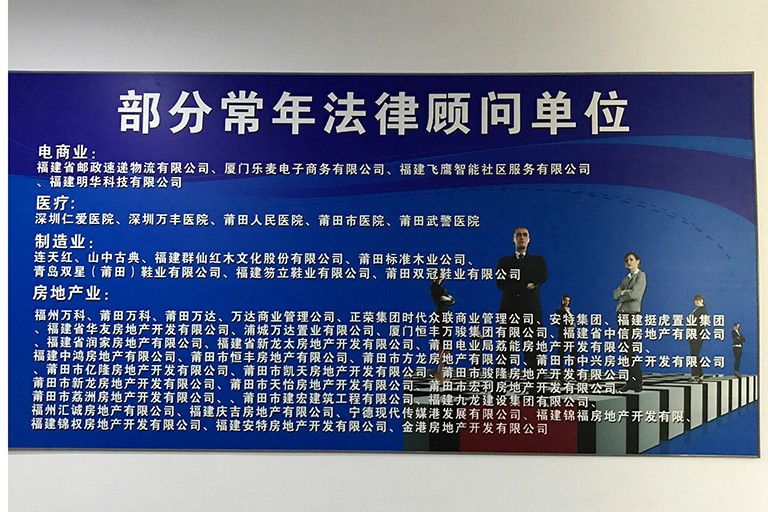 部分常年法律顾问单位
电商业:
福建省邮政速递物流有限公司、厦门乐麦电子商务有限公司、福建飞鹰智能社区服务有限公司
、福建明华科技有限公司
医疗:
深圳仁爱医院、深圳万丰医院、莆田人民医院、莆田市医院、莆田武警医院
制造业:
连天红、山中古典、福建群仙红木文化股份有限公司、莆田标准木业公司、
青岛双星（莆田）鞋业有限公司、福建笏立鞋业有限公司、莆田双冠鞋业有限公司
房地产业:
福州万科、莆田万科、莆田万达、万达商业管理公司、正荣集团时代众联商业管理公司、安特集团、福建挺虎置业集团
、福建省华友房地产开发有限公司、浦城万达置业有限公司、厦门恒丰万骏集团有限公司、福建省中信房地产有限公司
、福建省润家房地产有限公司、福建省新龙太房地产开发有限公司、莆田电业局荔能房地产开发有限公司、
福建中鸿房地产有限公司、莆田市恒丰房地产有限公司、莆田市方龙房地产有限公司、莆田市中兴房地产开发有限公司
、莆田市亿隆房地产开发有限公司、莆田市凯天房地产开发有限公司、莆田市骏隆房地产开发有限公司
莆田市新龙房地产开发有限公司、莆田市天怡房地产开发有限公司、莆田市宏利房地产开发有限公司、
莆田市荔洲房地产开发有限公司、莆田市建宏建筑工程有限公司、福建九龙建设集团有限公司、
福州汇诚房地产有限公司、福建庆吉房地产有限公司、宁德现代传媒港发展有限公司、福建锦福房地产开发有限、
福建锦权房地产开发有限公司、福建安特房地产开发有限公司、金港房地产开发有限公司